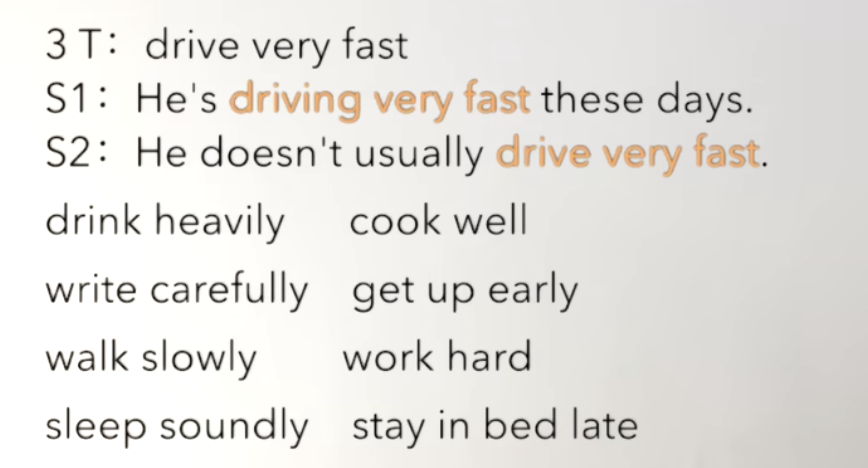 3 T： drive very fast
S1： He's driving very fast these days.
S2： He doesn't usually drive very fast.
drink heavily cook well
write carefully get up early
walk slowly work hard
sleep soundly stay in bed late